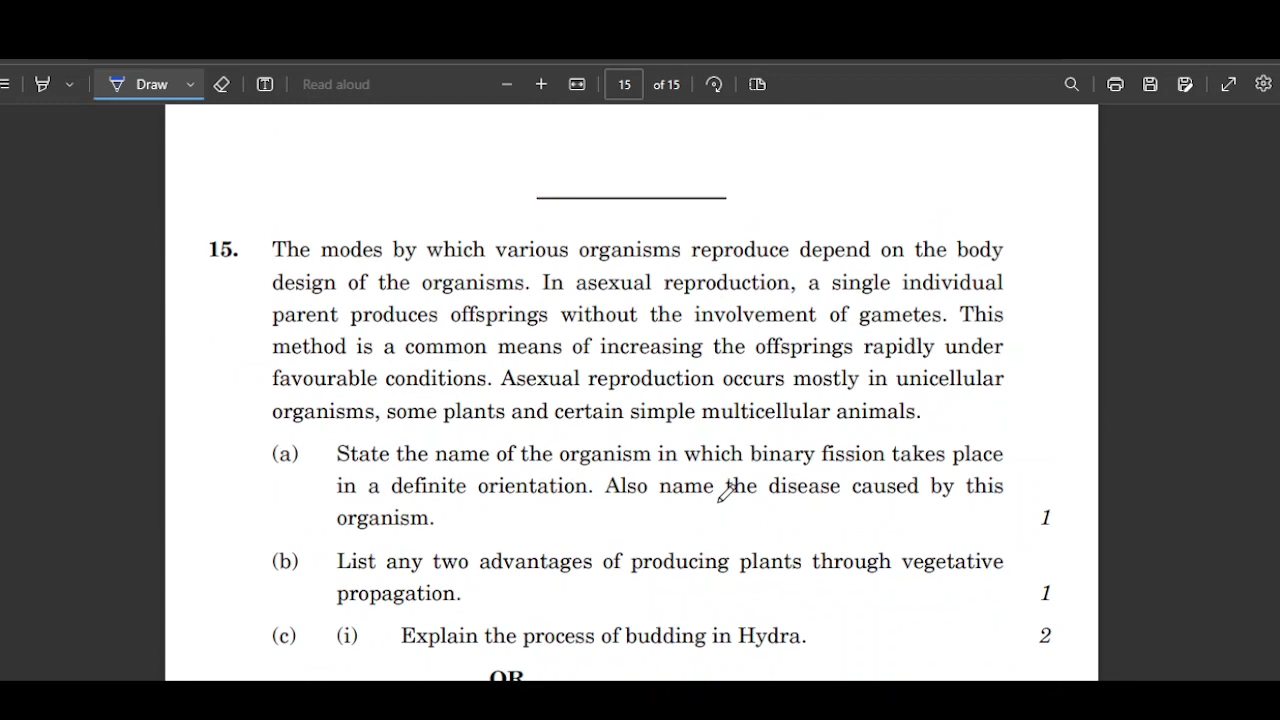 Draw
Read aloud
15 of 15
15. The modes by which various organisms reproduce depend on the body
design of the organisms. In asexual reproduction, a single individual
parent produces offsprings without the involvement of gametes. This
method is a common means of increasing the offsprings rapidly under
favourable conditions. Asexual reproduction occurs mostly in unicellular
organisms, some plants and certain simple multicellular animals.
(a) State the name of the organism in which binary fission takes place
in a definite orientation. Also name the disease caused by this
organism. 1
(b) List any two advantages of producing plants through vegetative
propagation. 1
(c) (i) Explain the process of budding in Hydra. 2
OR